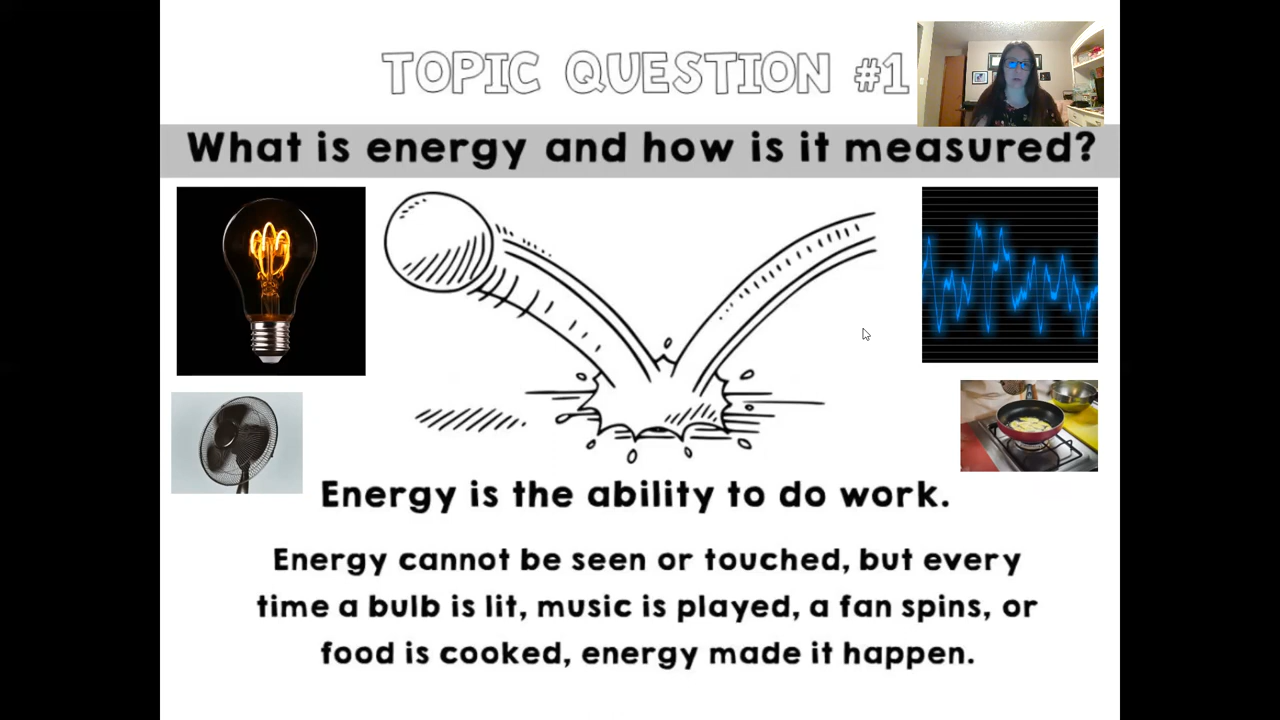 TOPIC QUESTION #1
What is energy and how is it measured?
Energy is the ability to do work.
Energy cannot be seen or touched, but every
time a bulb is lit, music is played, a fan spins, or
food is cooked, energy made it happen.